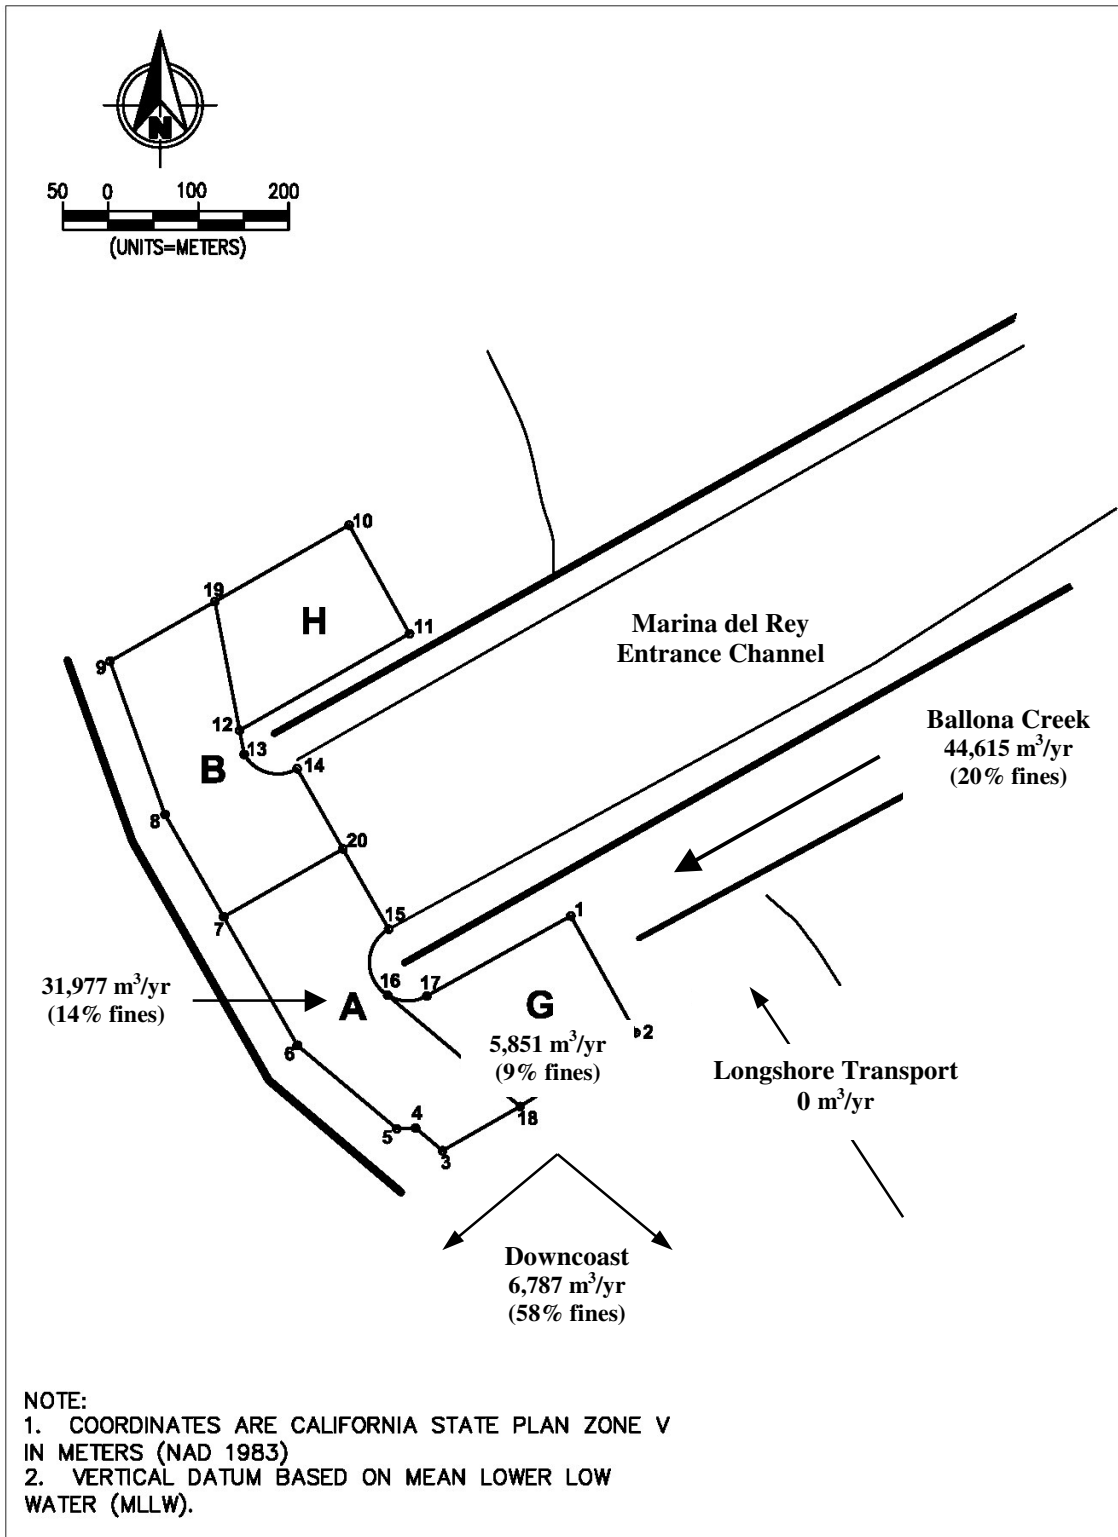 N
50 0 100 200
(UNITS=METERS)
10
19
H
11
9
Marina del Rey
Entrance Channel
12
13
B
14
Ballona Creek
44,615 m³/yr
(20% fines)
8
20
7
15
1
31,977 m³/yr
(14% fines)
16
17
A
G
2
5,851 m³/yr
(9% fines)
6
Longshore Transport
0 m³/yr
18
4
5
3
Downcoast
6,787 m³/yr
(58% fines)
NOTE:
1. COORDINATES ARE CALIFORNIA STATE PLAN ZONE V
IN METERS (NAD 1983)
2. VERTICAL DATUM BASED ON MEAN LOWER LOW
WATER (MLLW).